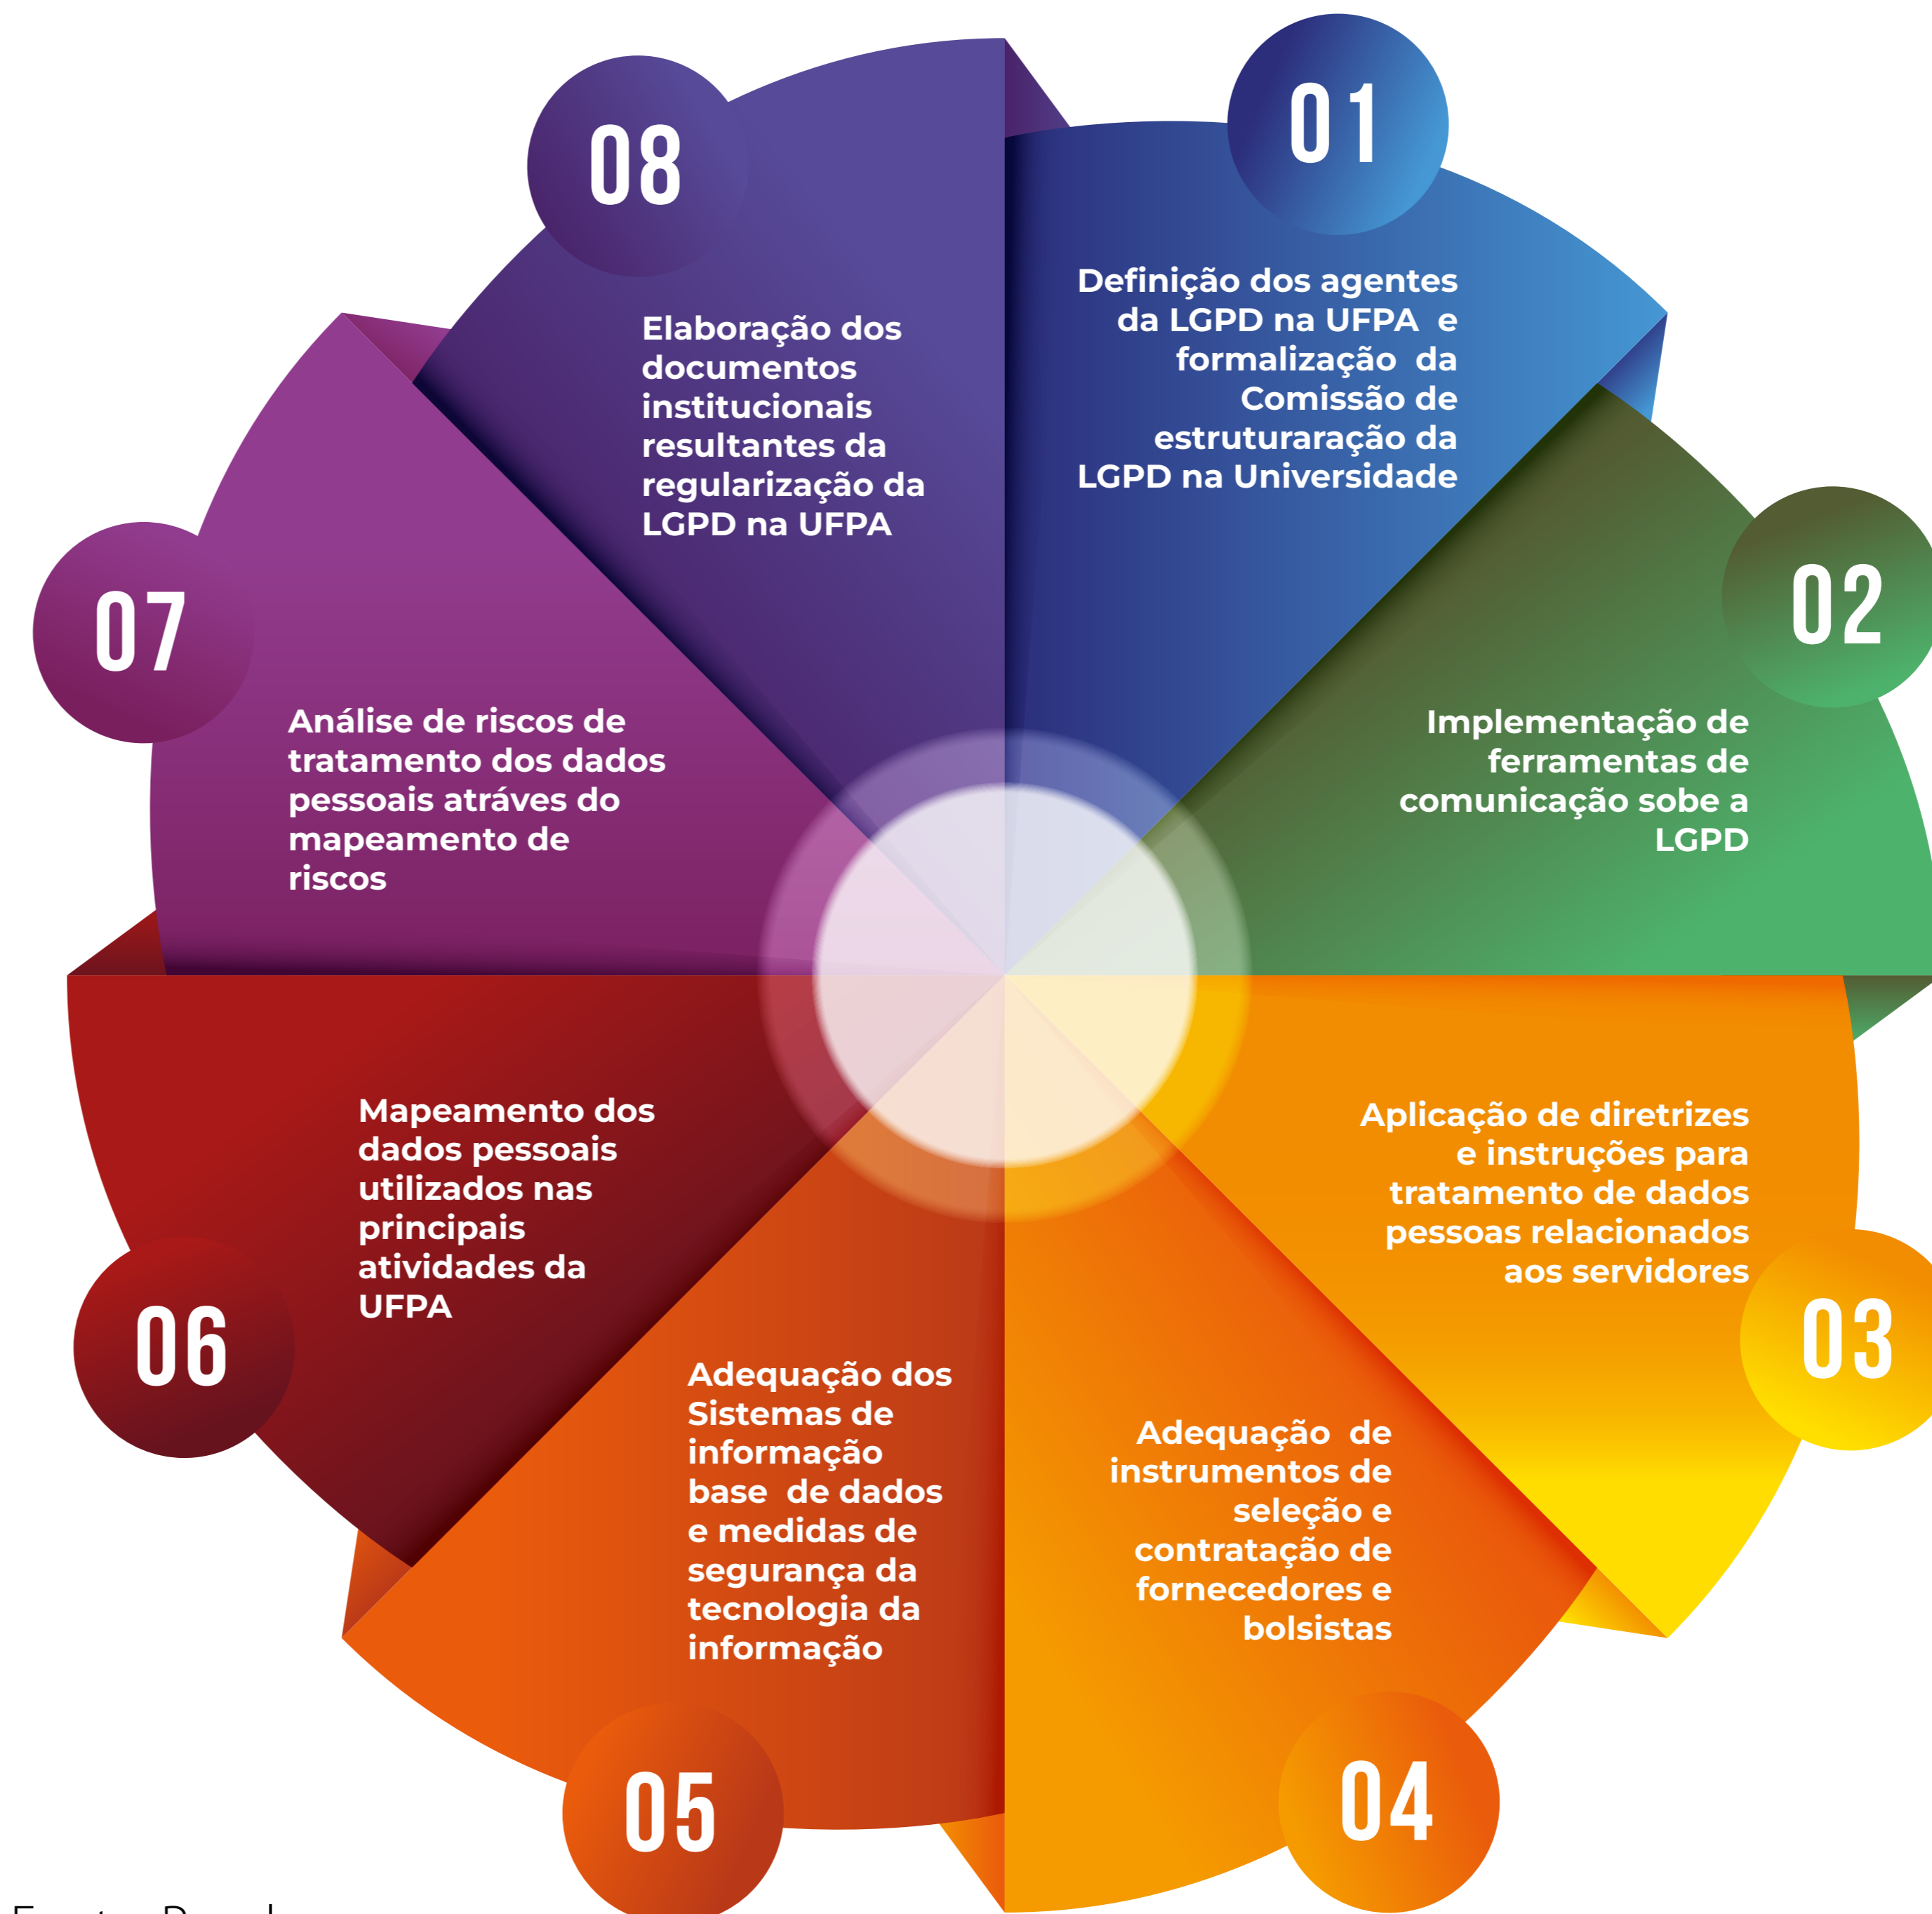 01
Definição dos agentes
da LGPD na UFPA e
formalização da
Comissão de
estruturaração da
LGPD na Universidade
02
Implementação de
ferramentas de
comunicação sobe a
LGPD
03
Aplicação de diretrizes
e instruções para
tratamento de dados
pessoas relacionados
aos servidores
04
Adequação de
instrumentos de
seleção e
contratação de
fornecedores e
bolsistas
05
Adequação dos
Sistemas de
informação
base de dados
e medidas de
segurança da
tecnologia da
informação
06
Mapeamento dos
dados pessoais
utilizados nas
principais
atividades da
UFPA
07
Análise de riscos de
tratamento dos dados
pessoais atráves do
mapeamento de
riscos
08
Elaboração dos
documentos
institucionais
resultantes da
regularização da
LGPD na UFPA